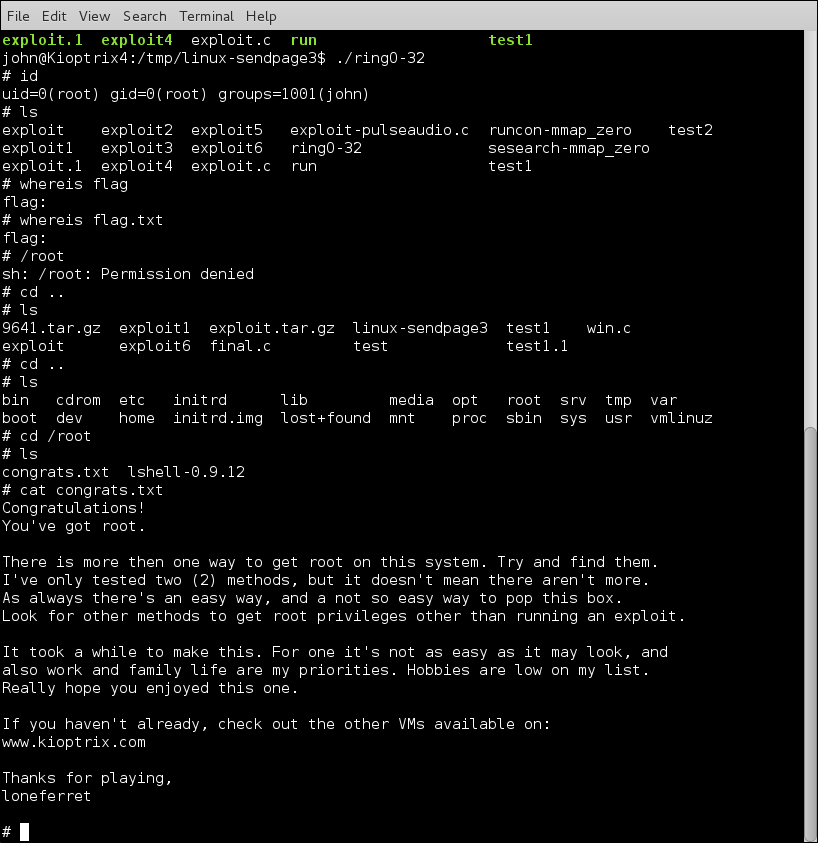 File Edit View Search Terminal Help
exploit.1 exploit4 exploit.c run test1
john@Kioptrix4:/tmp/linux-sendpage3$ ./ring0-32
# id
uid=0(root) gid=0(root) groups=1001(john)
# ls
exploit exploit2 exploit5 exploit-pulseaudio.c runcon-mmap_zero test2
exploit1 exploit3 exploit6 ring0-32 sesearch-mmap_zero
exploit.1 exploit4 exploit.c run test1
# whereis flag
flag:
# whereis flag.txt
flag:
# /root
sh: /root: Permission denied
# cd ..
# ls
9641.tar.gz exploit1 exploit.tar.gz linux-sendpage3 test1 win.c
exploit exploit6 final.c test test1.1
# cd ..
# ls
bin cdrom etc initrd lib media opt root srv tmp var
boot dev home initrd.img lost+found mnt proc sbin sys usr vmlinuz
# cd /root
# ls
congrats.txt lshell-0.9.12
# cat congrats.txt
Congratulations!
You've got root.
There is more then one way to get root on this system. Try and find them.
I've only tested two (2) methods, but it doesn't mean there aren't more.
As always there's an easy way, and a not so easy way to pop this box.
Look for other methods to get root privileges other than running an exploit.
It took a while to make this. For one it's not as easy as it may look, and
also work and family life are my priorities. Hobbies are low on my list.
Really hope you enjoyed this one.
If you haven't already, check out the other VMs available on:
www.kioptrix.com
Thanks for playing,
loneferret
#